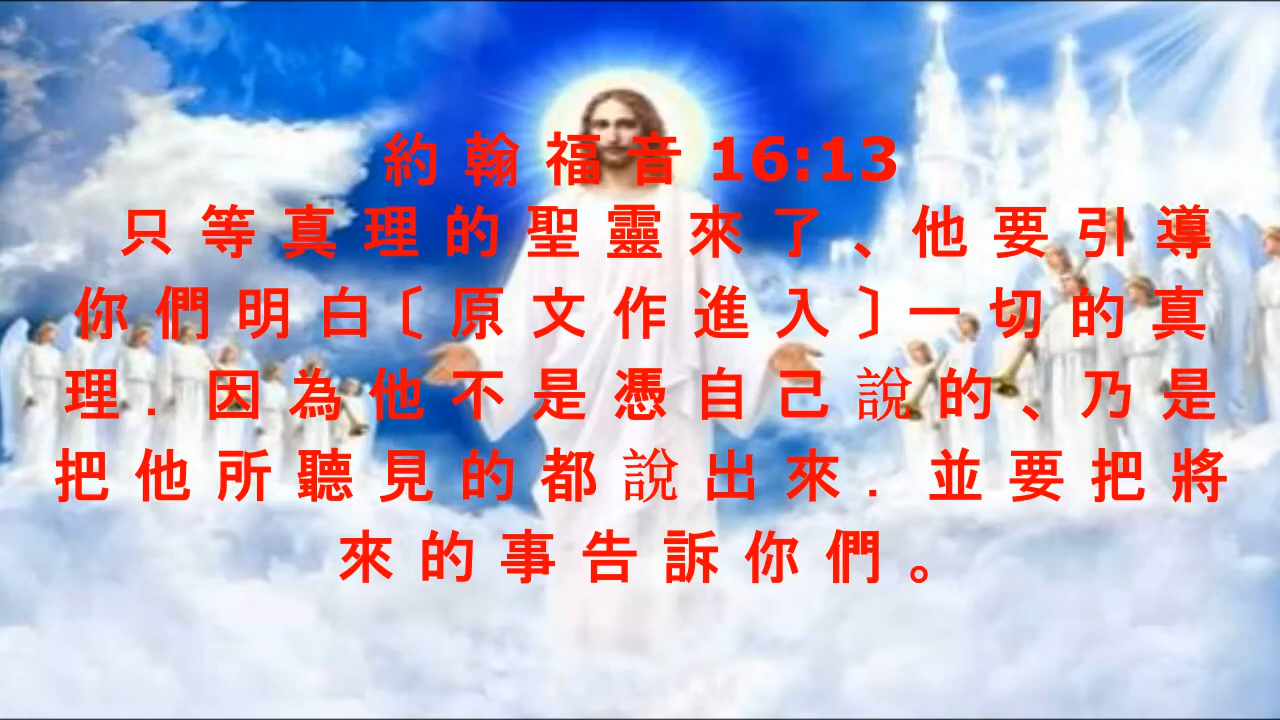 約翰福音16:13
只等真理的聖靈來了、他要引導
你們明白〔原文作進入〕一切的真
理．因為他不是憑自己說的、乃是
把他所聽見的都說出來．並要把將
來的事告訴你們。